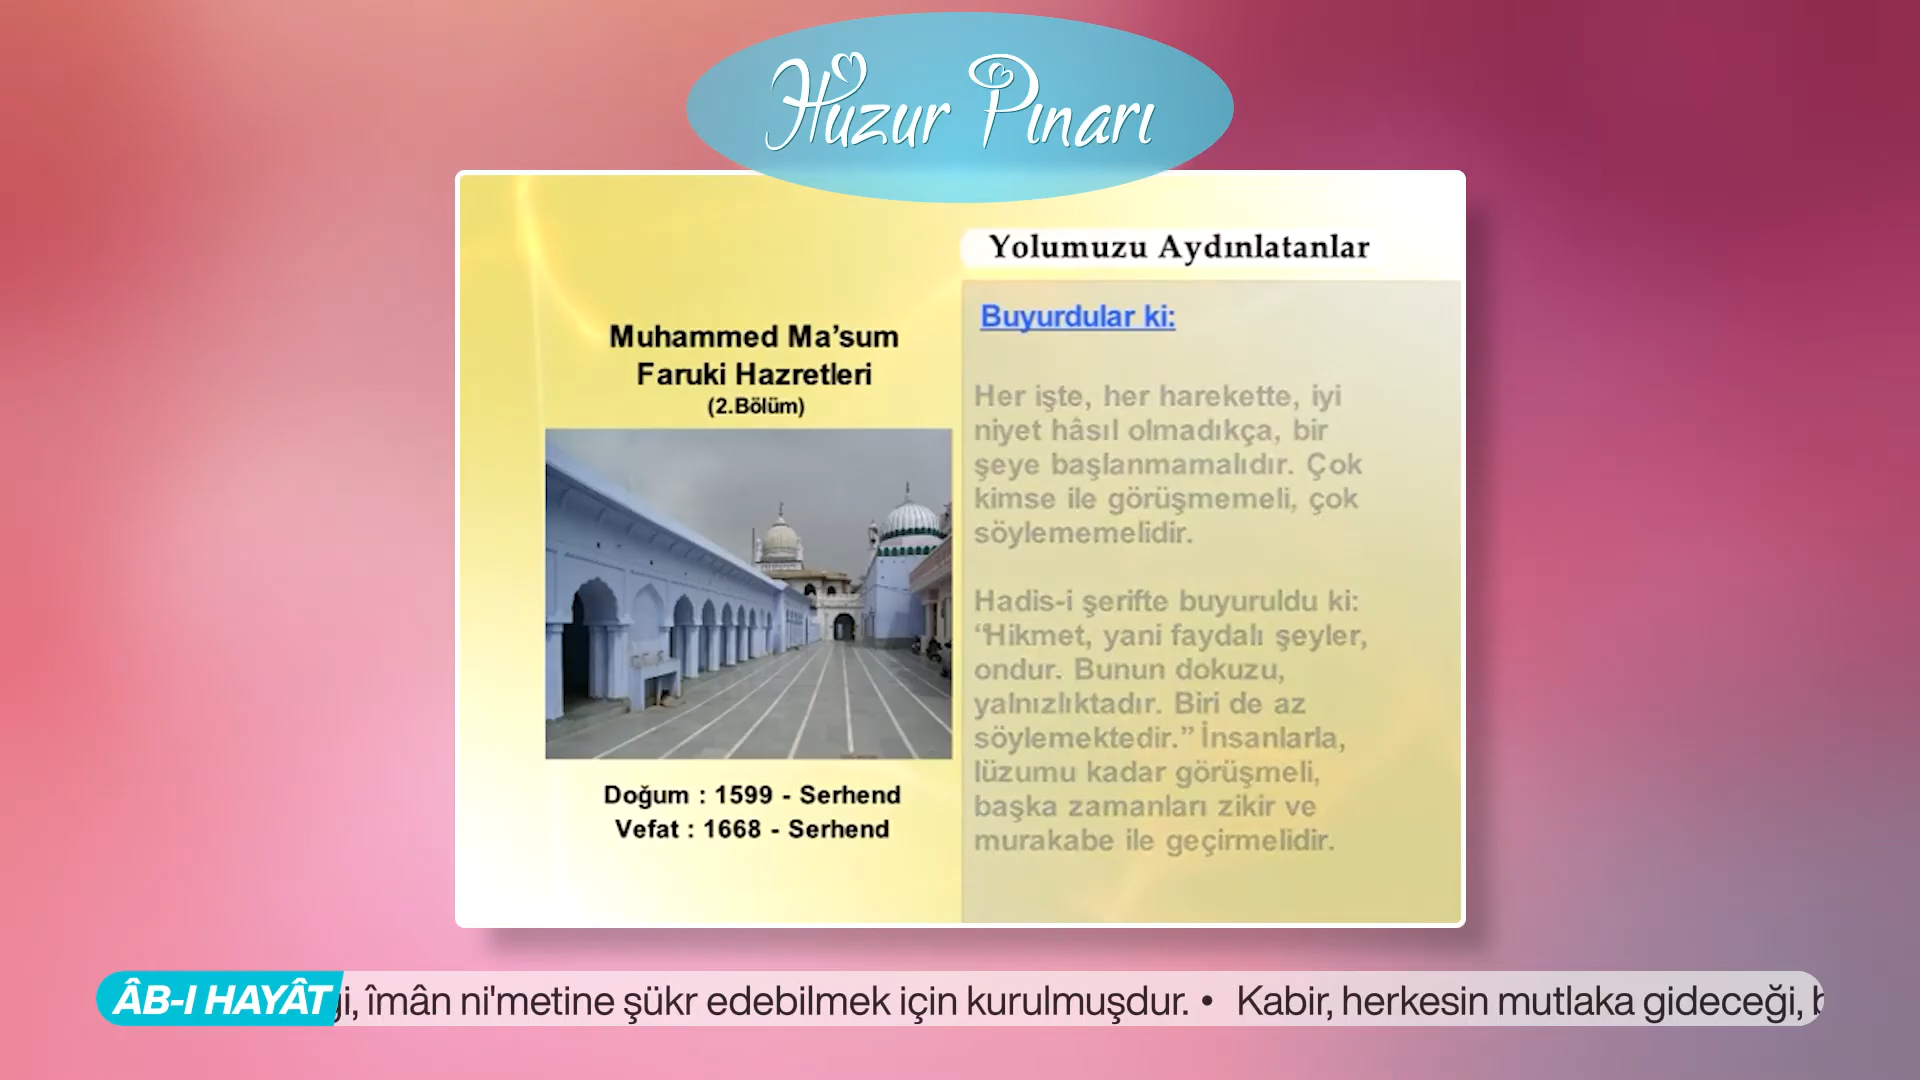 Huzur Pınarı
Yolumuzu Aydınlatanlar
Muhammed Ma’sum
Faruki Hazretleri
(2.Bölüm)
Doğum : 1599 - Serhend
Vefat : 1668 - Serhend
Buyurdular ki:
Her işte, her harekette, iyi
niyet hâsıl olmadıkça, bir
şeye başlanmamalıdır. Çok
kimse ile görüşmemeli, çok
söylememelidir.
Hadis-i şerifte buyuruldu ki:
“Hikmet, yani faydalı şeyler,
ondur. Bunun dokuzu,
yalnızlıktadır. Biri de az
söylemektedir.” İnsanlarla,
lüzumu kadar görüşmeli,
başka zamanları zikir ve
murakabe ile geçirmelidir.
ÂB-I HAYÂT îmân ni'metine şükr edebilmek için kurulmuşdur. • Kabir, herkesin mutlaka gideceği,